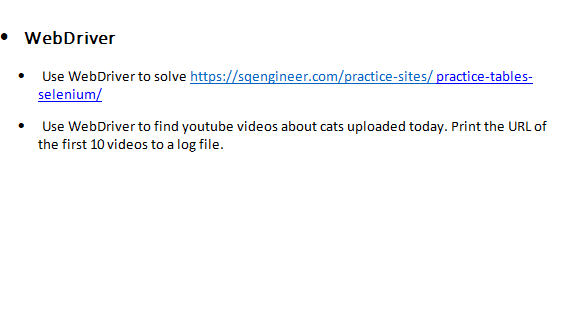 • WebDriver
• Use WebDriver to solve https://sqengineer.com/practice-sites/ practice-tables-
selenium/
• Use WebDriver to find youtube videos about cats uploaded today. Print the URL of
the first 10 videos to a log file.